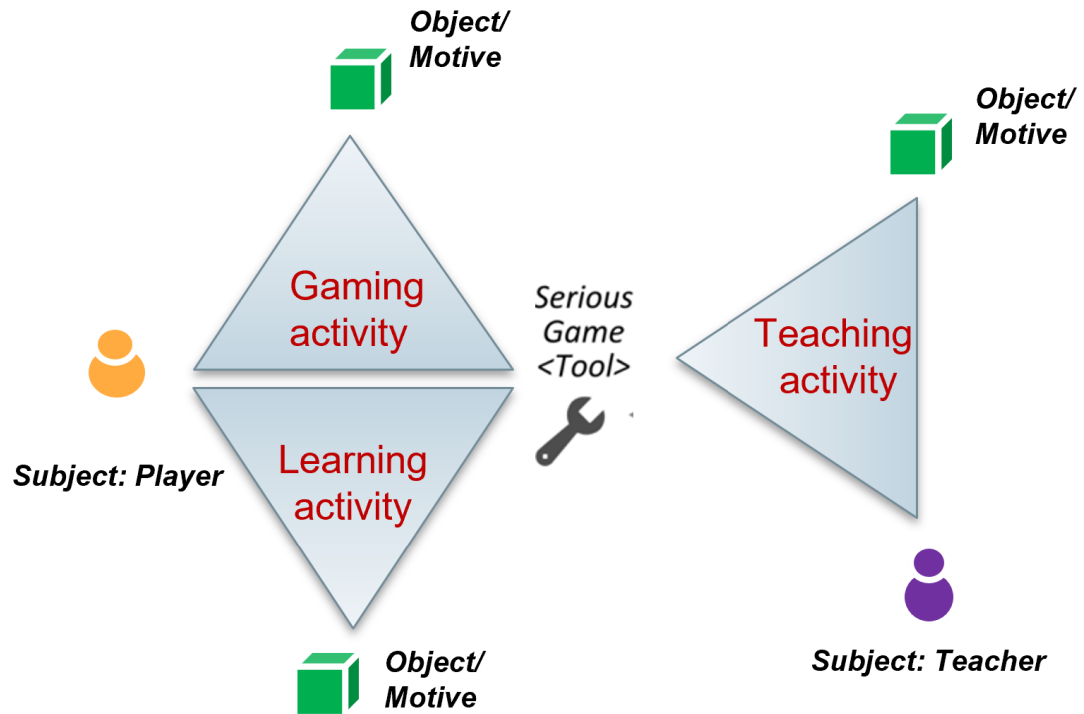 Object/
Motive
Object/
Motive
Gaming
activity
Serious
Game
<Tool>
Teaching
activity
Learning
activity
Subject: Player
Object/
Motive
Subject: Teacher